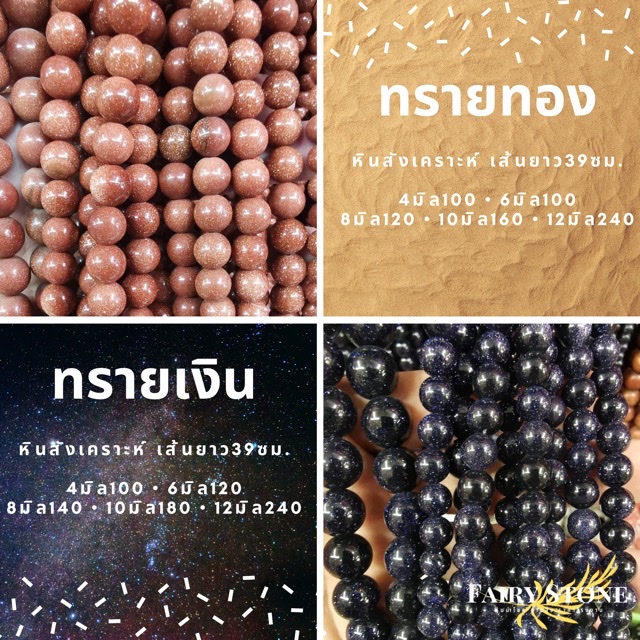 ทรายทอง
หินสังเคราะห์ เส้นยาว39ซม.
4มิล100 • 6มิล100
8มิล120 • 10มิล160 • 12มิล240
ทรายเงิน
หินสังเคราะห์ เส้นยาว39ซม.
4มิล100 • 6มิล120
8มิล140 • 10มิล180 • 12มิล240
FAIRY STONE